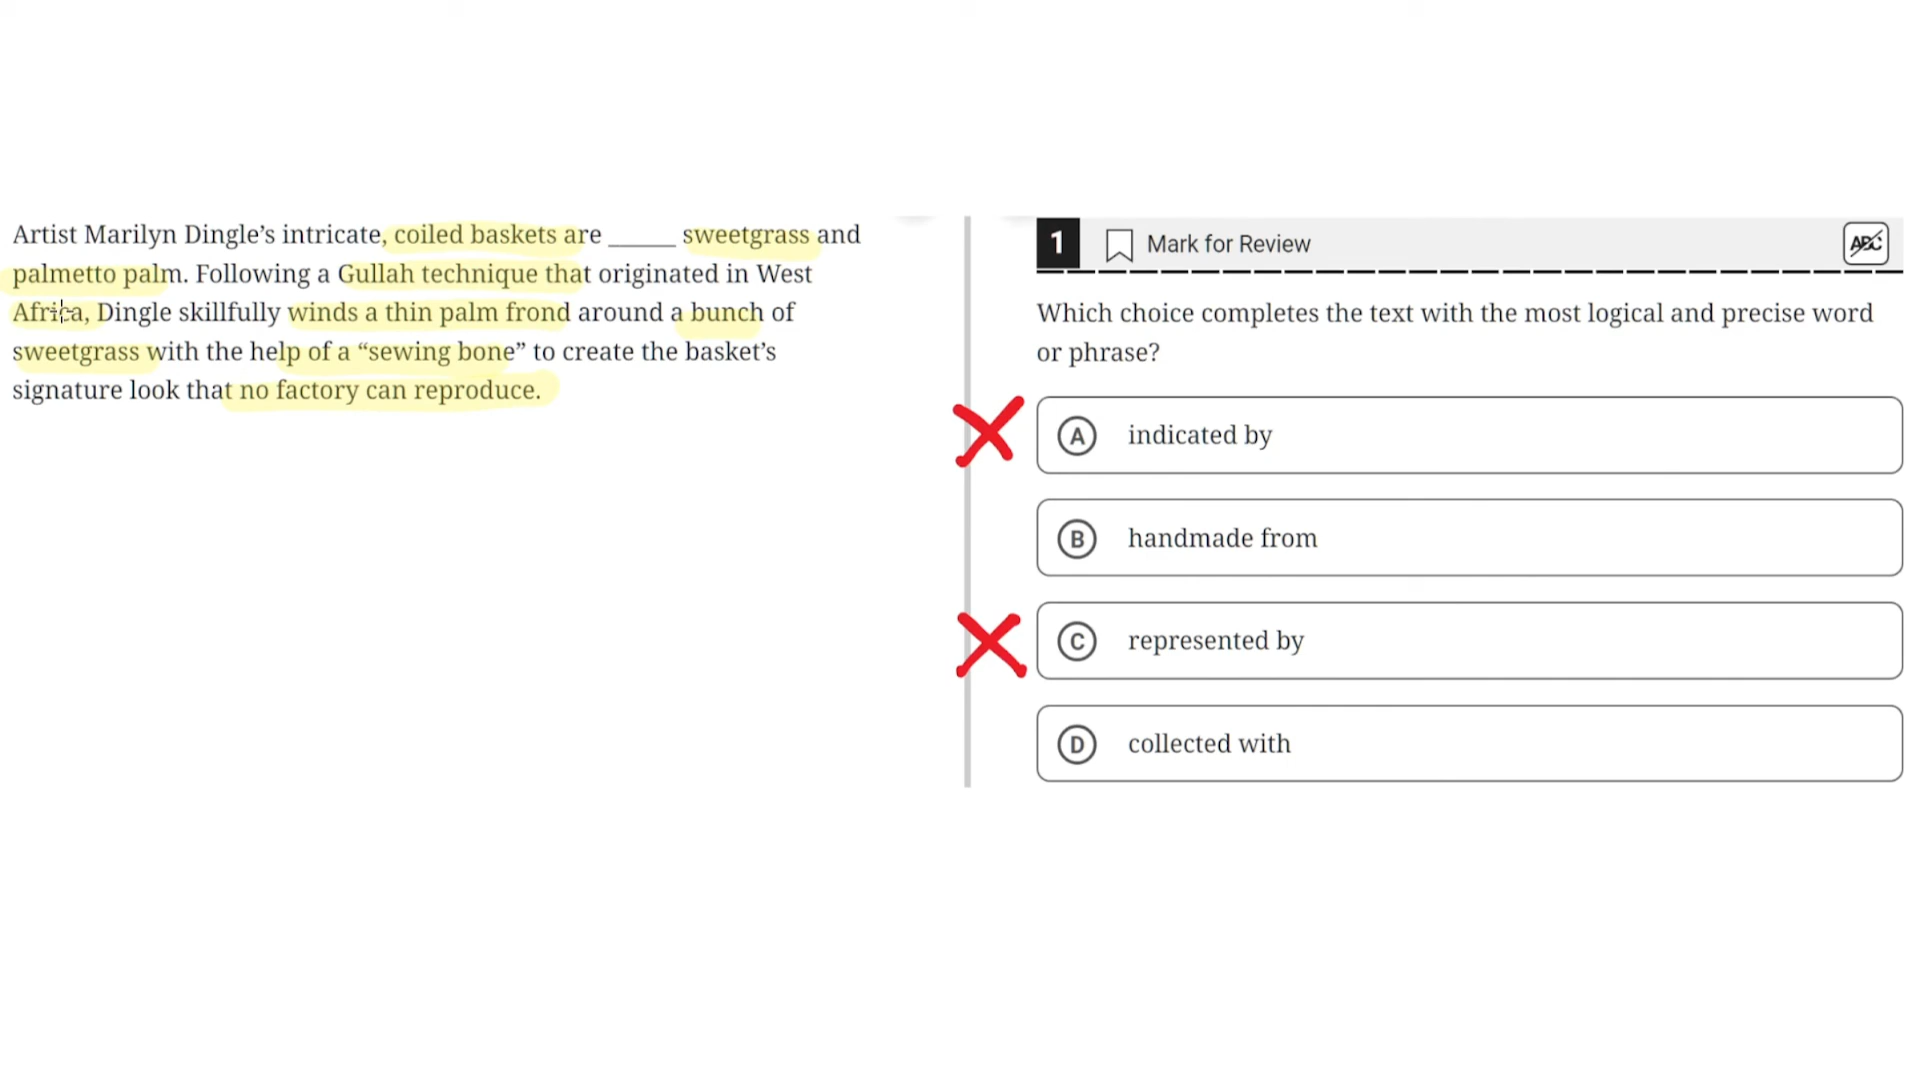 Artist Marilyn Dingle’s intricate, coiled baskets are ______ sweetgrass and
palmetto palm. Following a Gullah technique that originated in West
Africa, Dingle skillfully winds a thin palm frond around a bunch of
sweetgrass with the help of a “sewing bone” to create the basket’s
signature look that no factory can reproduce.
1 Mark for Review ABC
Which choice completes the text with the most logical and precise word
or phrase?
A indicated by
B handmade from
C represented by
D collected with